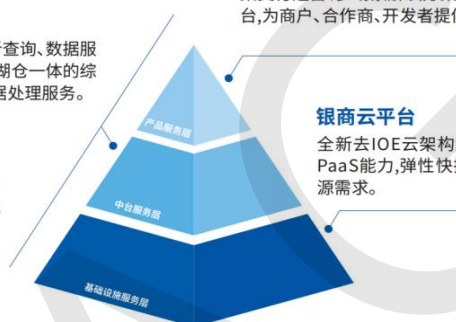 台,为商户、合作商、开发者提
查询、数据服
湖仓一体的综
据处理服务。
产品服务层
银商云平台
全新去IOE云架构
PaaS能力,弹性快
源需求。
中台服务层
基础设施服务层